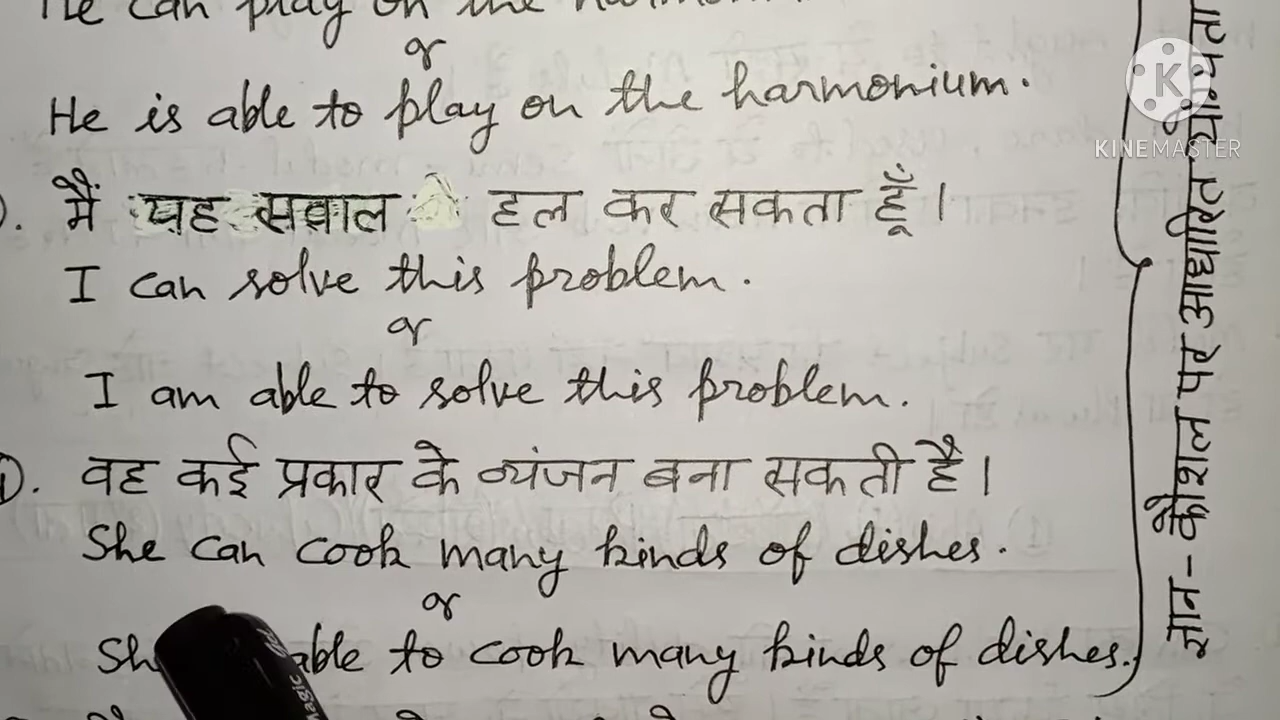 He can play on the harmonium
or
He is able to play on the harmonium.
मैं यह सवाल हल कर सकता हूँ।
I can solve this problem.
or
I am able to solve this problem.
वह कई प्रकार के व्यंजन बना सकती है।
She can cook many kinds of dishes.
or
able to cook many kinds of dishes.
ज्ञान-कौशल पर आधारित योग्यता
K
KINEMASTER
Magic